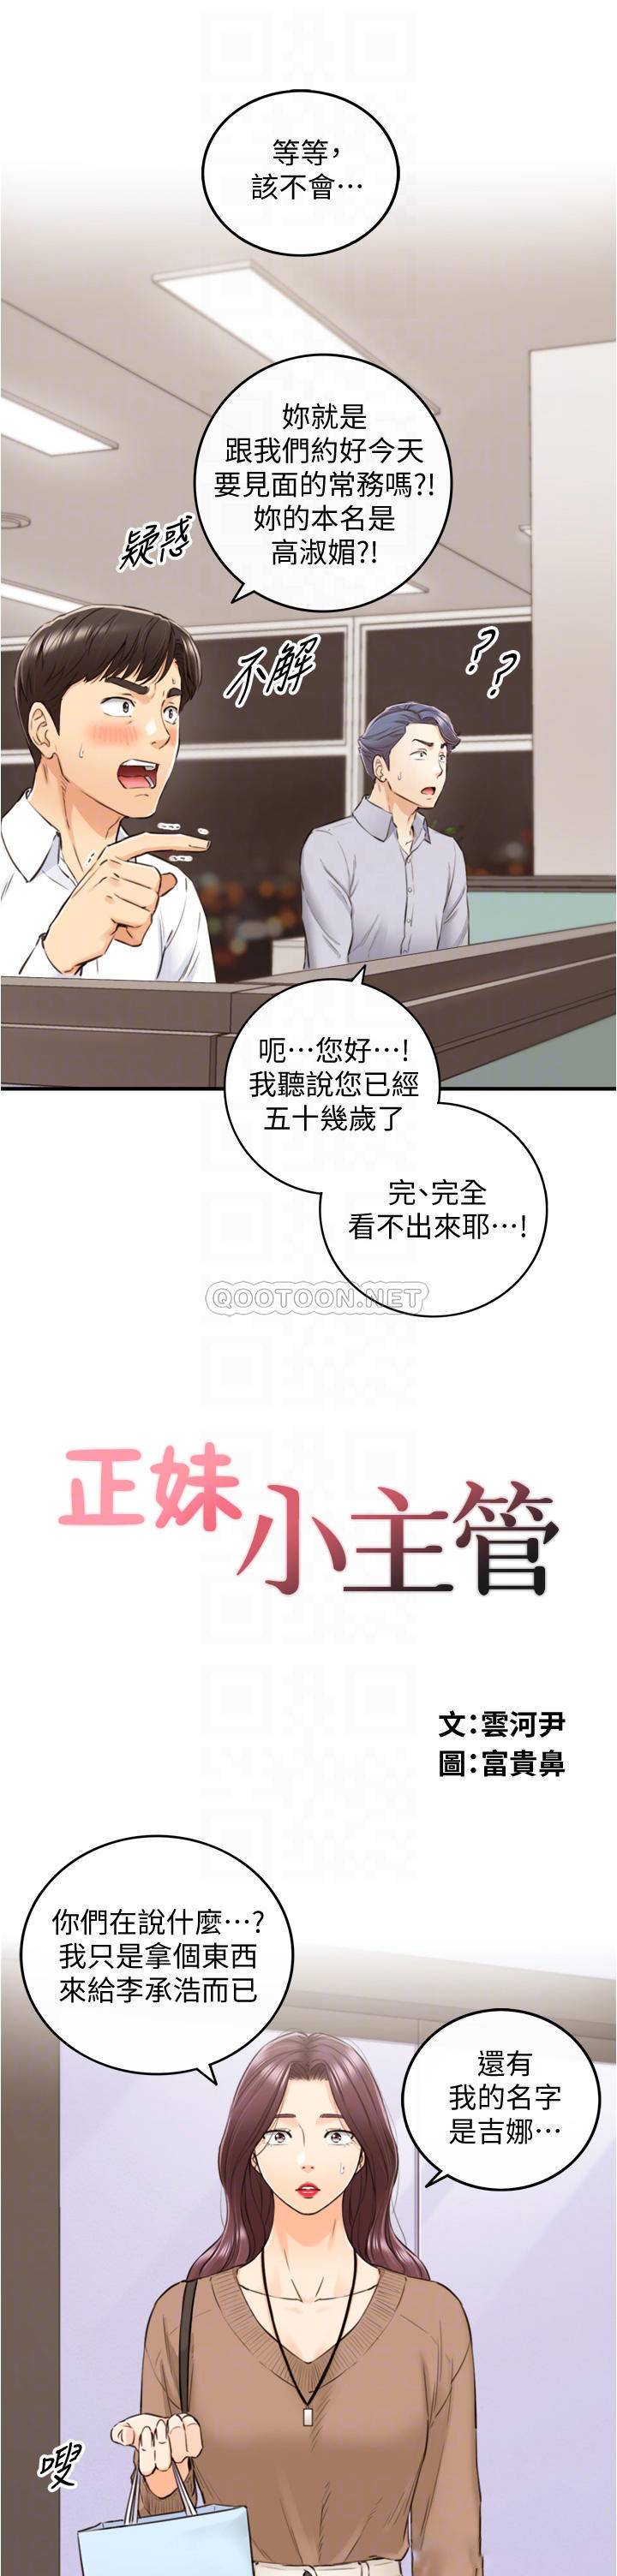 等等，
該不會…
妳就是
跟我們約好今天
要見面的常務嗎?!
妳的本名是
高淑媚?!
疑惑
不解
??
呃…您好…!
我聽說您已經
五十幾歲了
完、完全
看不出來耶…!
QOOTOON.NET
正妹
小主管
文:雲河尹
圖:富貴鼻
你們在說什麼…?
我只是拿個東西
來給李承浩而已
還有
我的名字
是吉娜…
嗖